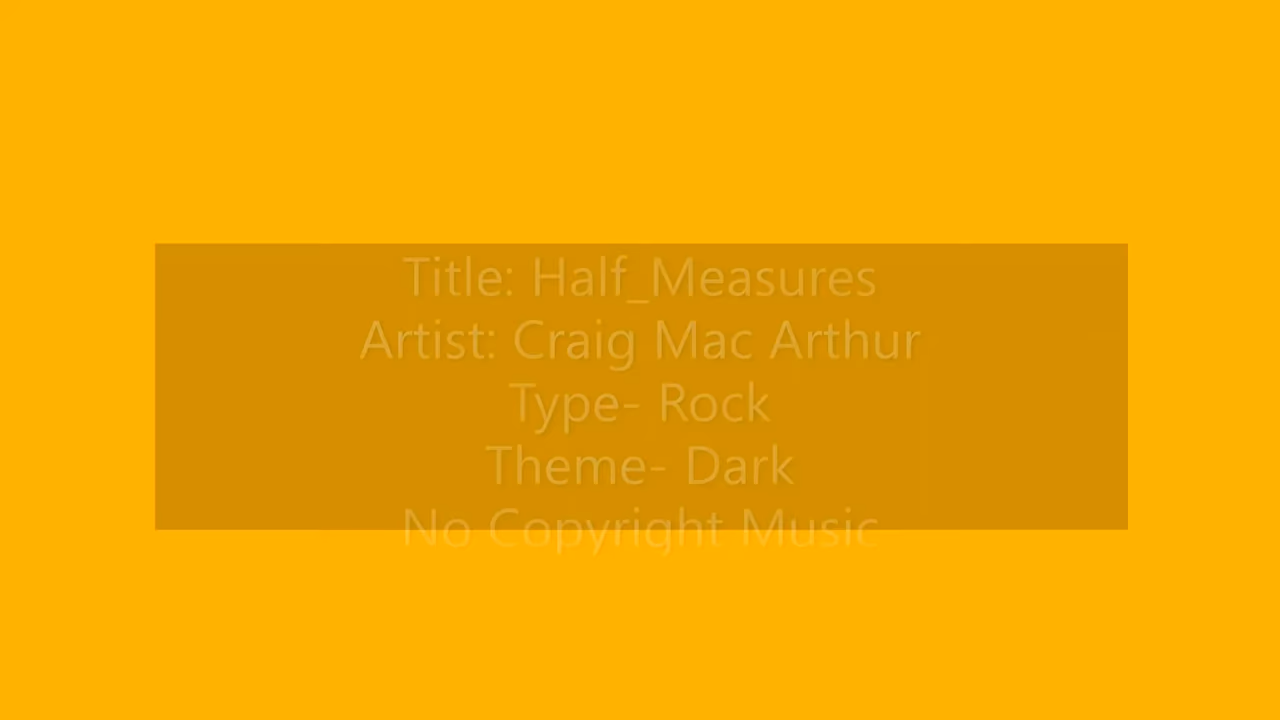 Title: Half_Measures
Artist: Craig Mac Arthur
Type- Rock
Theme- Dark
No Copyright Music